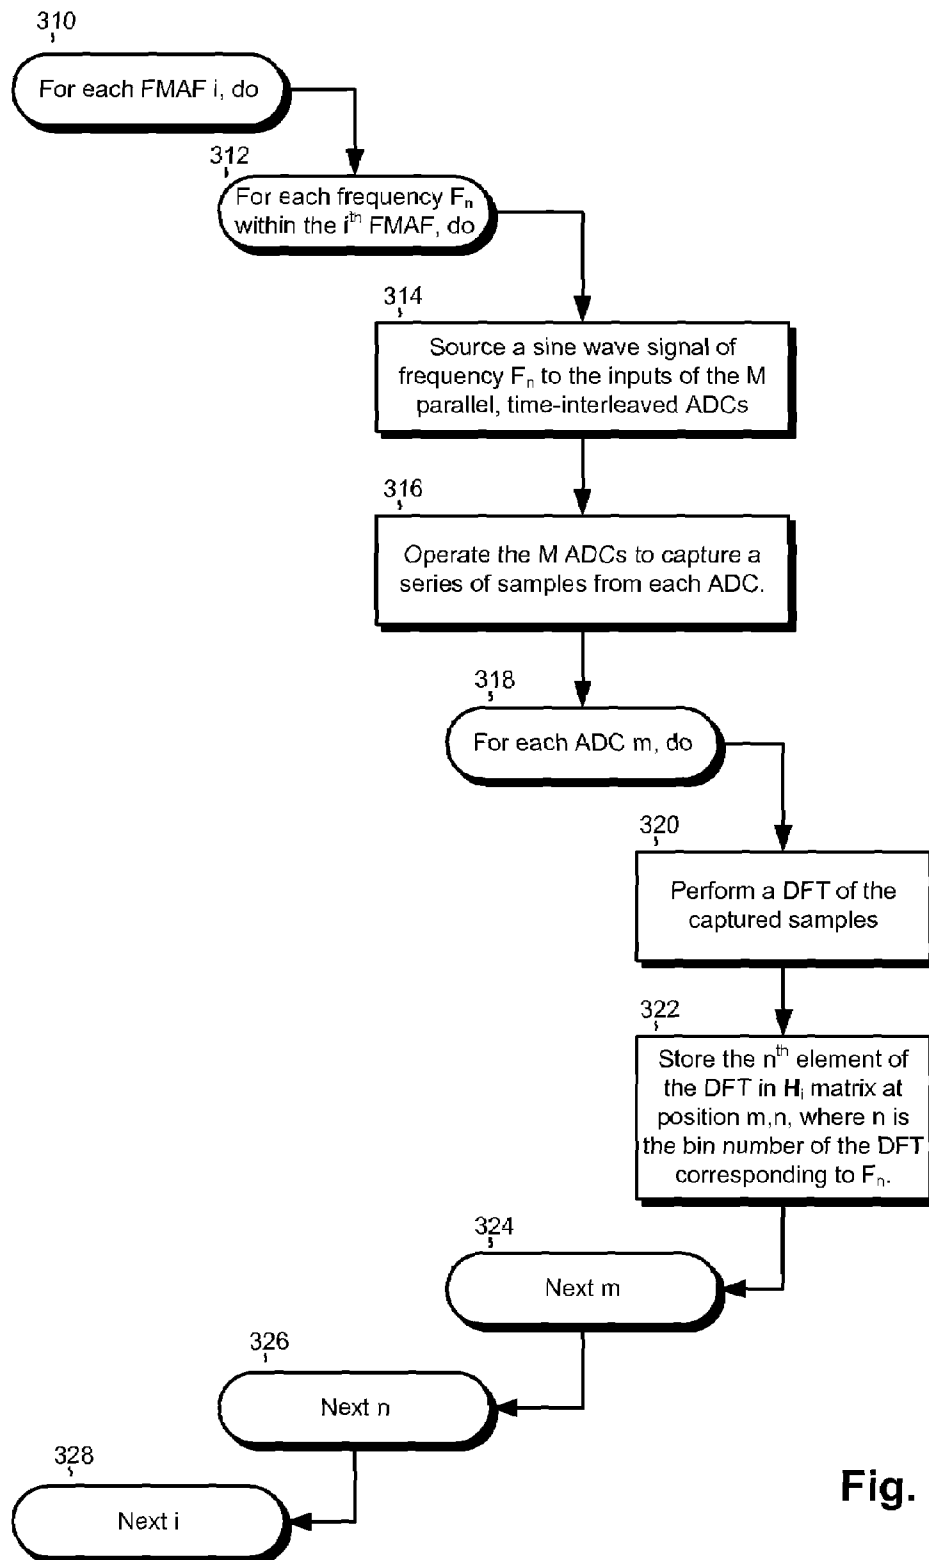 310
For each FMAF i, do
312
For each frequency Fn
within the ith FMAF, do
314
Source a sine wave signal of
frequency Fn to the inputs of the M
parallel, time-interleaved ADCs
316
Operate the M ADCs to capture a
series of samples from each ADC.
318
For each ADC m, do
320
Perform a DFT of the
captured samples
322
Store the nth element of
the DFT in Hi matrix at
position m,n, where n is
the bin number of the DFT
corresponding to Fn.
324
Next m
326
Next n
328
Next i
Fig.